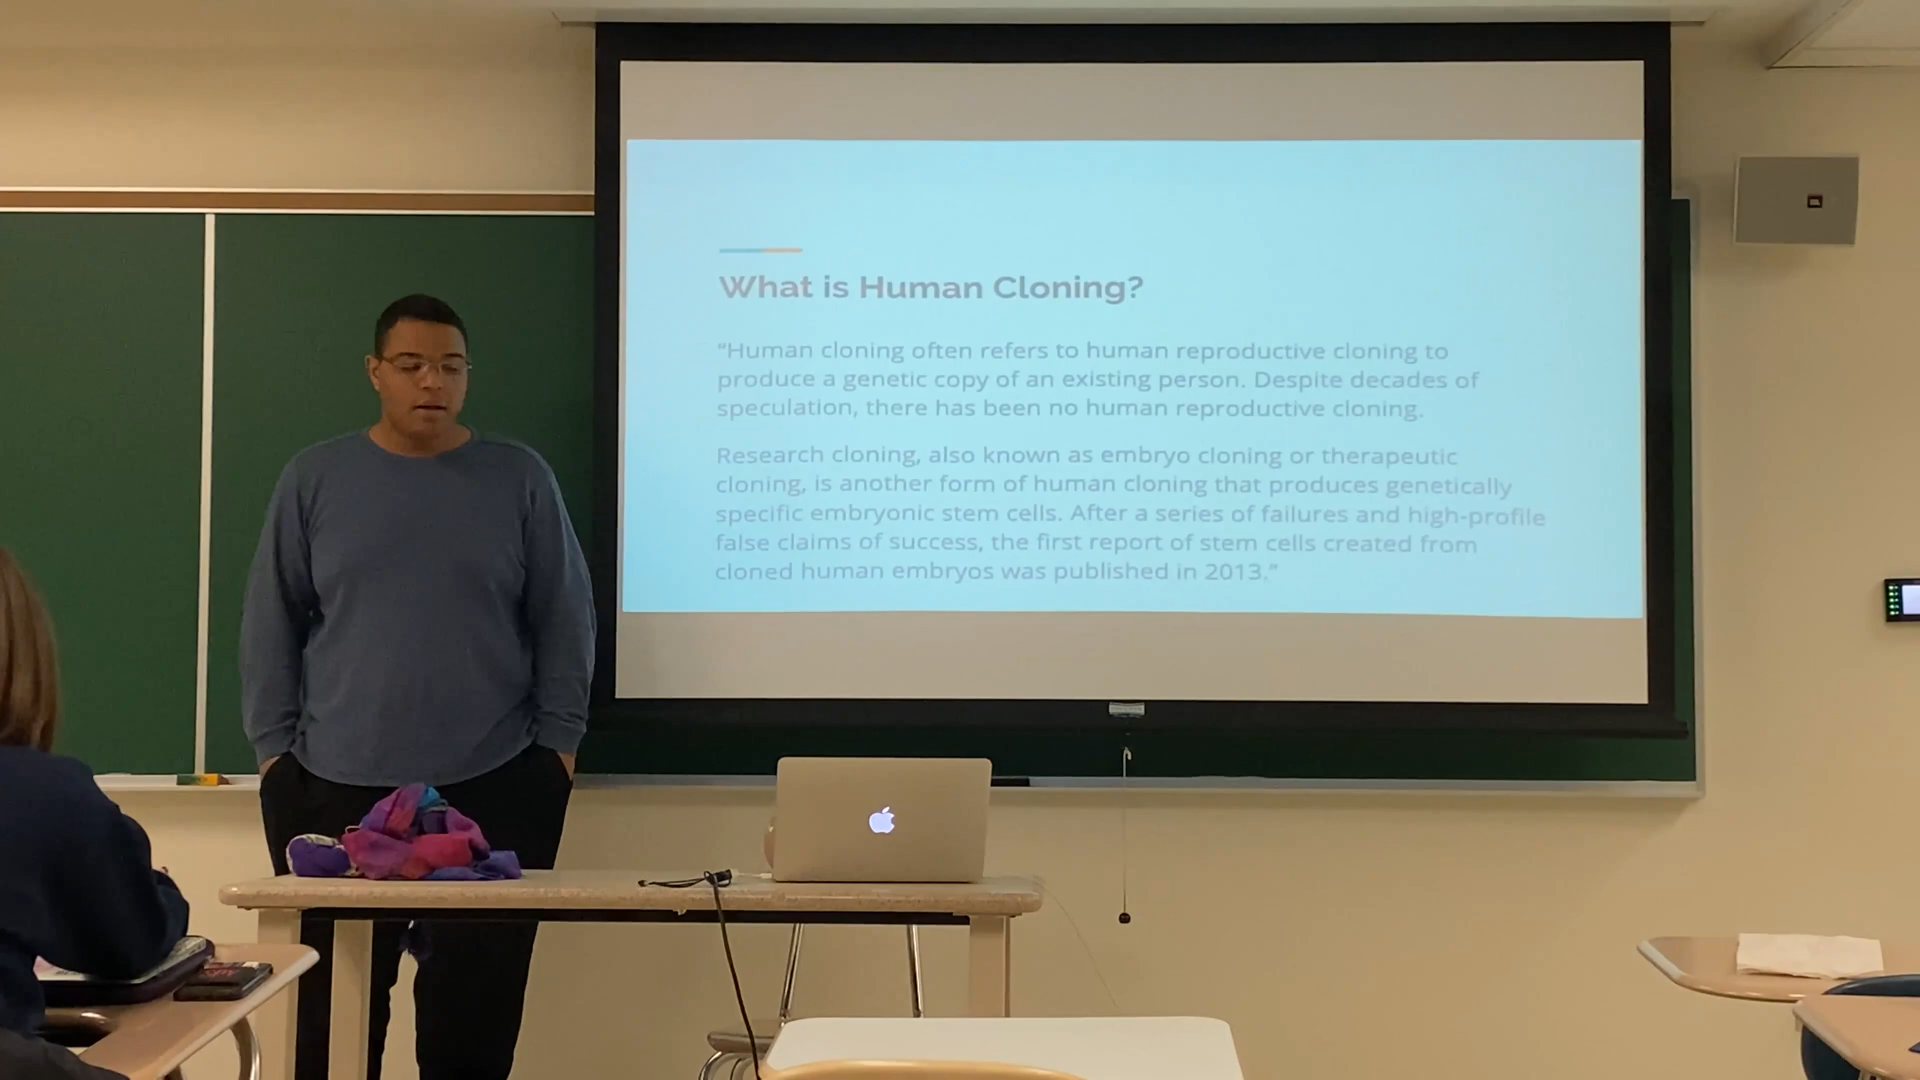 What is Human Cloning?
“Human cloning often refers to human reproductive cloning to
produce a genetic copy of an existing person. Despite decades of
speculation, there has been no human reproductive cloning.
Research cloning, also known as embryo cloning or therapeutic
cloning, is another form of human cloning that produces genetically
specific embryonic stem cells. After a series of failures and high-profile
false claims of success, the first report of stem cells created from
cloned human embryos was published in 2013.”